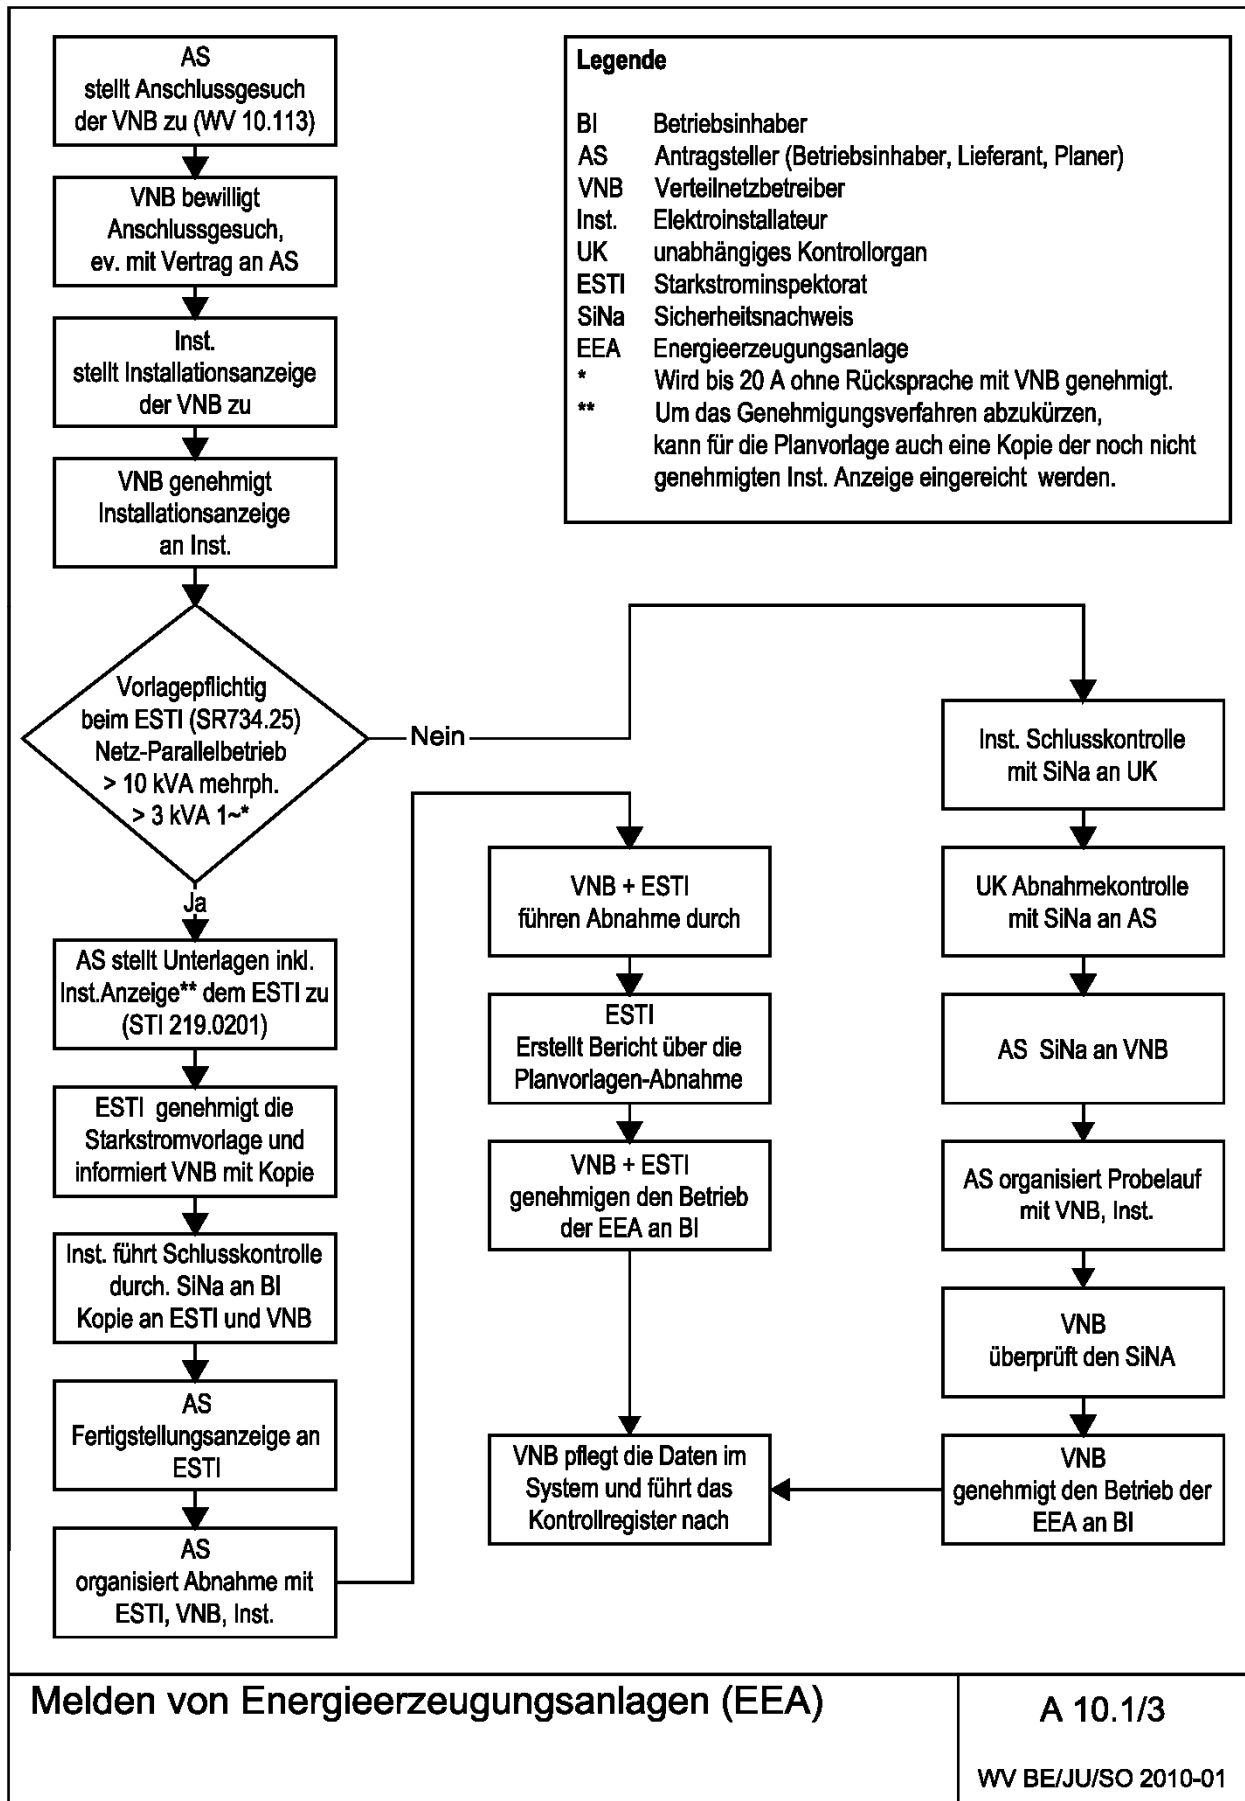 AS
stellt Anschlussgesuch
der VNB zu (WV 10.113)
VNB bewilligt
Anschlussgesuch,
ev. mit Vertrag an AS
Inst.
stellt Installationsanzeige
der VNB zu
VNB genehmigt
Installationsanzeige
an Inst.
Vorlagepflichtig
beim ESTI (SR734.25)
Netz-Parallelbetrieb
> 10 kVA mehrph.
> 3 kVA 1~*
Nein
Ja
AS stellt Unterlagen inkl.
Inst.Anzeige** dem ESTI zu
(STI 219.0201)
ESTI genehmigt die
Starkstromvorlage und
informiert VNB mit Kopie
Inst. führt Schlusskontrolle
durch. SiNa an BI
Kopie an ESTI und VNB
AS
Fertigstellungsanzeige an
ESTI
AS
organisiert Abnahme mit
ESTI, VNB, Inst.
Legende
BI Betriebsinhaber
AS Antragsteller (Betriebsinhaber, Lieferant, Planer)
VNB Verteilnetzbetreiber
Inst. Elektroinstallateur
UK unabhängiges Kontrollorgan
ESTI Starkstrominspektorat
SiNa Sicherheitsnachweis
EEA Energieerzeugungsanlage
* Wird bis 20 A ohne Rücksprache mit VNB genehmigt.
** Um das Genehmigungsverfahren abzukürzen,
kann für die Planvorlage auch eine Kopie der noch nicht
genehmigten Inst. Anzeige eingereicht werden.
VNB + ESTI
führen Abnahme durch
ESTI
Erstellt Bericht über die
Planvorlagen-Abnahme
VNB + ESTI
genehmigen den Betrieb
der EEA an BI
VNB pflegt die Daten im
System und führt das
Kontrollregister nach
Inst. Schlusskontrolle
mit SiNa an UK
UK Abnahmekontrolle
mit SiNa an AS
AS SiNa an VNB
AS organisiert Probelauf
mit VNB, Inst.
VNB
überprüft den SiNA
VNB
genehmigt den Betrieb der
EEA an BI
Melden von Energieerzeugungsanlagen (EEA)
A 10.1/3
WV BE/JU/SO 2010-01